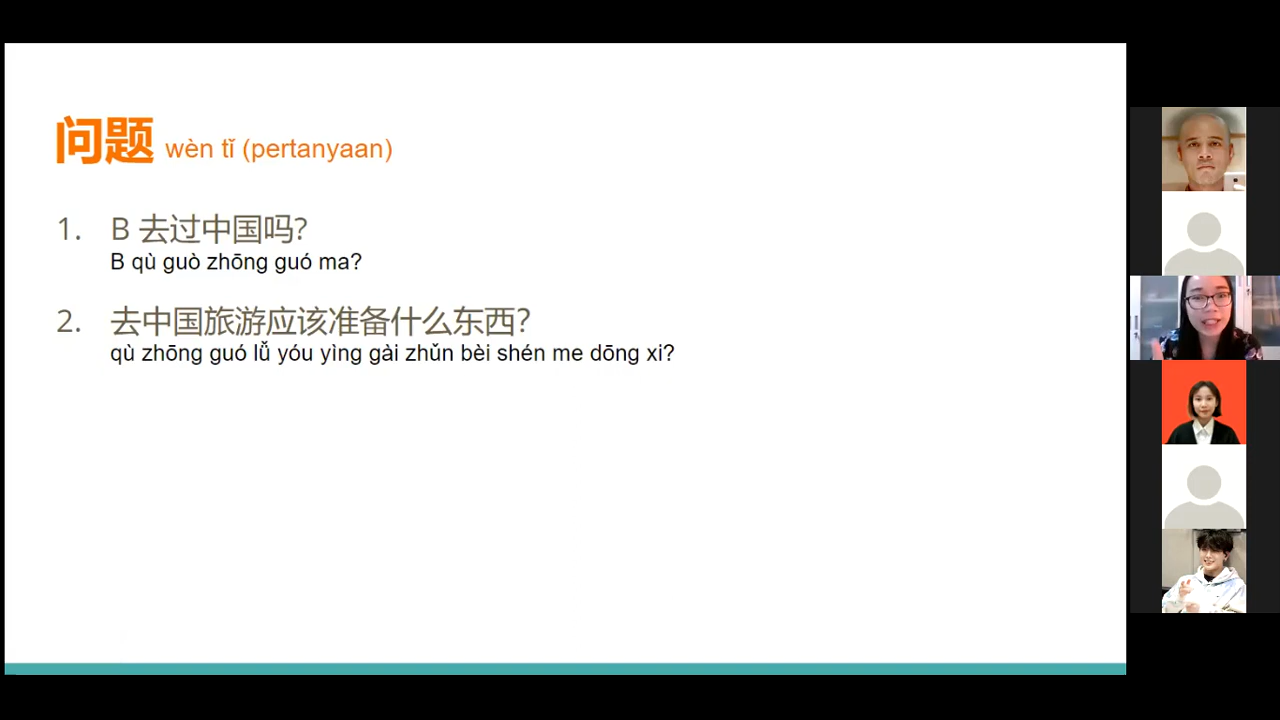 问题 wèn tǐ (pertanyaan)
1. B 去过中国吗?
B qù guò zhōng guó ma?
2. 去中国旅游应该准备什么东西?
qù zhōng guó lǚ yóu yìng gài zhǔn bèi shén me dōng xi?